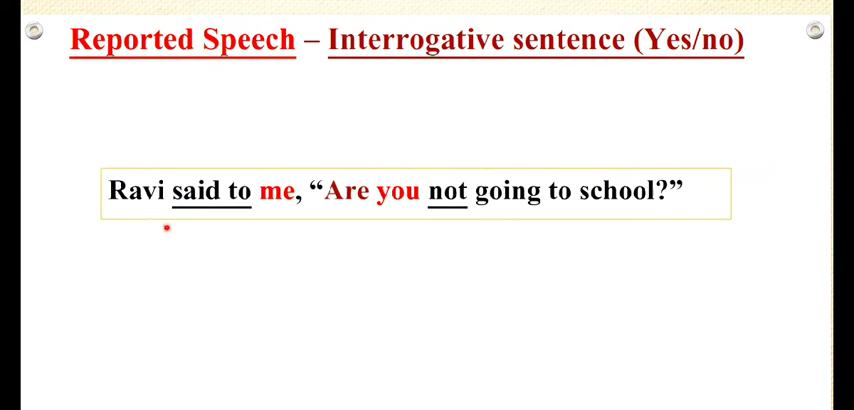 Reported Speech – Interrogative sentence (Yes/no)
Ravi said to me, “Are you not going to school?”